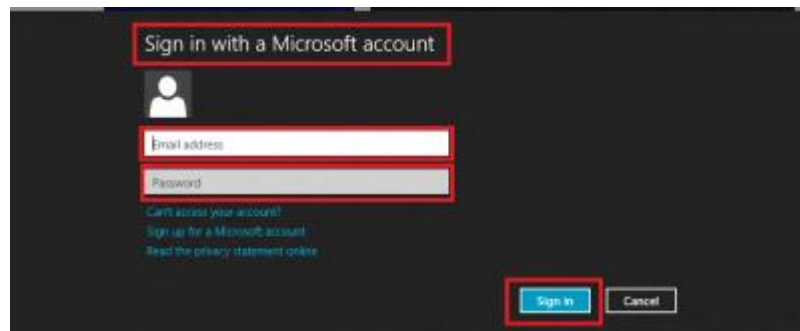 Sign in with a Microsoft account
Email address
Password
Can't access your account?
Sign up for a Microsoft account
Read the privacy statement online
Sign in Cancel